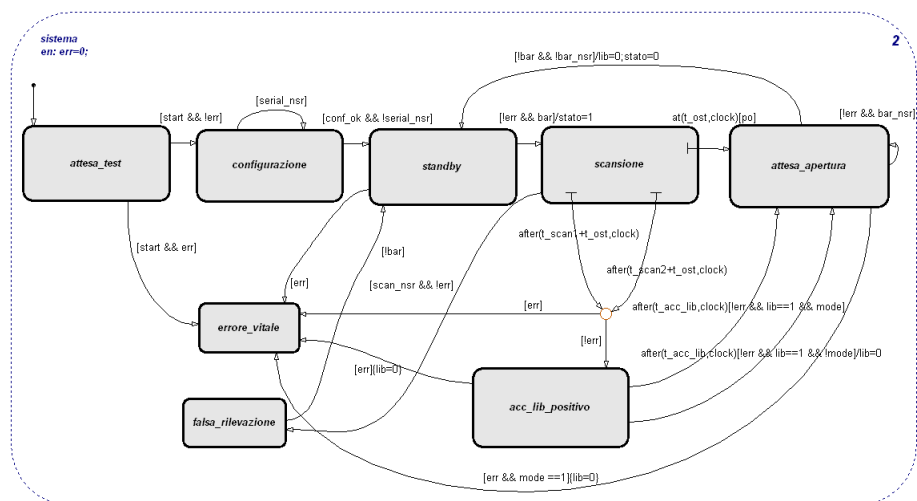 sistema
en: err=0;
2
[!bar && !bar_nsr]/lib=0;stato=0
[serial_nsr]
[start && !err]
[conf_ok && !serial_nsr]
[!err && bar]/stato=1
at(t_ost,clock)[po]
[!err && bar_nsr]
attesa_test
configurazione
standby
scansione
attesa_apertura
[start && err]
[!bar]
after(t_scan1+t_ost,clock)
after(t_scan2+t_ost,clock)
[err]
[scan_nsr && !err]
[err]
after(t_acc_lib,clock)[!err && lib==1 && mode]
errore_vitale
[!err]
after(t_acc_lib,clock)[!err && lib==1 && !mode]/lib=0
[err]{lib=0}
acc_lib_positivo
falsa_rilevazione
[err && mode ==1]{lib=0}